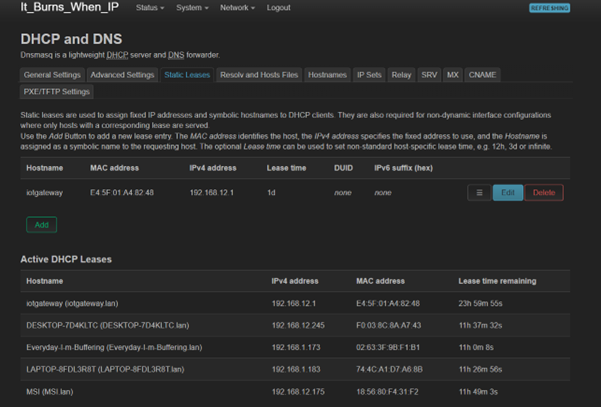 It_Burns_When_IP Status System Network Logout REFRESHING
DHCP and DNS
Dnsmasq is a lightweight DHCP server and DNS forwarder.
General Settings Advanced Settings Static Leases Resolv and Hosts Files Hostnames IP Sets Relay SRV MX CNAME
PXE/TFTP Settings
Static leases are used to assign fixed IP addresses and symbolic hostnames to DHCP clients. They are also required for non-dynamic interface configurations
where only hosts with a corresponding lease are served.
Use the Add Button to add a new lease entry. The MAC address identifies the host, the IPv4 address specifies the fixed address to use, and the Hostname is
assigned as a symbolic name to the requesting host. The optional Lease time can be used to set non-standard host-specific lease time, e.g. 12h, 3d or infinite.
Hostname MAC address IPv4 address Lease time DUID IPv6 suffix (hex)
iotgateway E4:5F:01:A4:82:48 192.168.12.1 1d none none Edit Delete
Add
Active DHCP Leases
Hostname IPv4 address MAC address Lease time remaining
iotgateway (iotgateway.lan) 192.168.12.1 E4:5F:01:A4:82:48 23h 59m 55s
DESKTOP-7D4KLTC (DESKTOP-7D4KLTC.lan) 192.168.12.245 F0:03:8C:8A:A7:43 11h 37m 32s
Everyday-I-m-Buffering (Everyday-I-m-Buffering.lan) 192.168.1.173 02:63:3F:9B:F1:B1 11h 0m 8s
LAPTOP-8FDL3R8T (LAPTOP-8FDL3R8T.lan) 192.168.1.183 74:4C:A1:D7:A6:8B 11h 26m 56s
MSI (MSI.lan) 192.168.12.175 18:56:80:F4:31:F2 11h 49m 3s